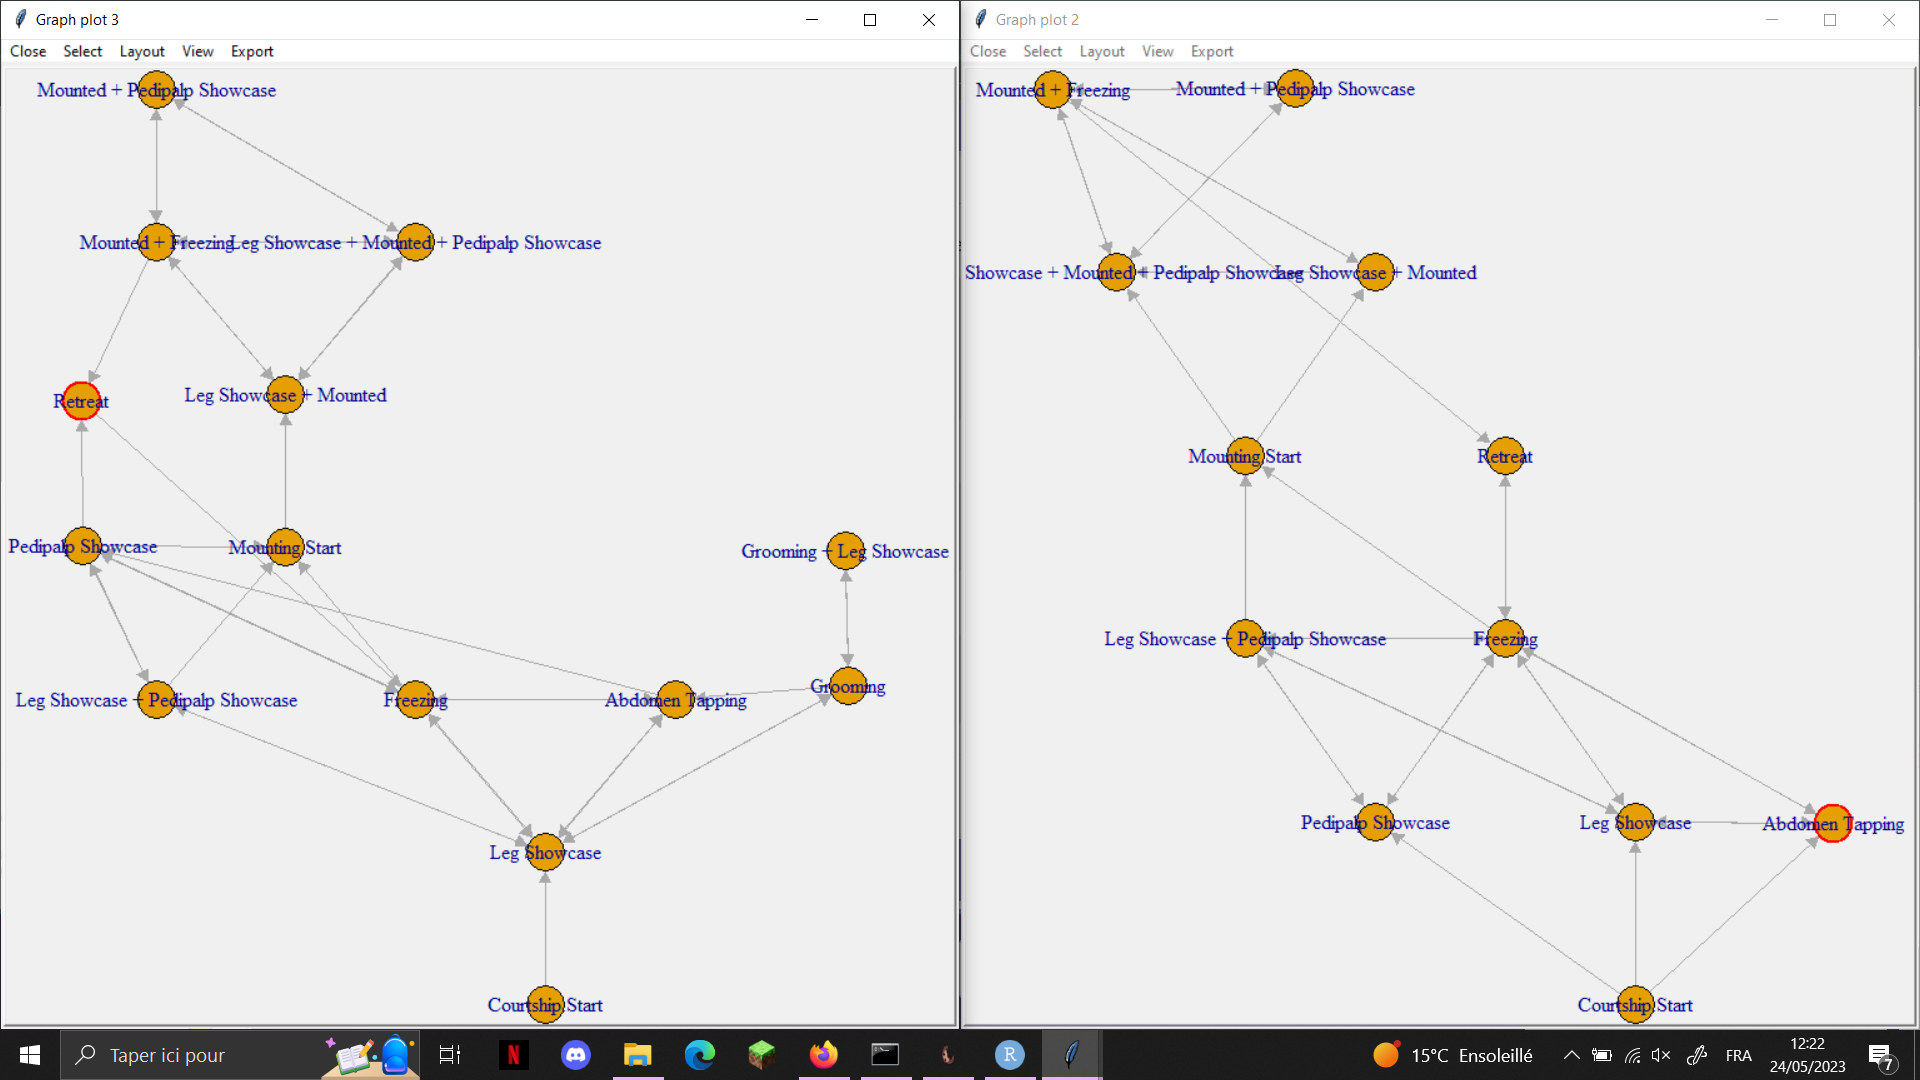 Graph plot 3
Close Select Layout View Export
Mounted + Pedipalp Showcase
Mounted + Freezing
Leg Showcase + Mounted + Pedipalp Showcase
Retreat
Leg Showcase + Mounted
Pedipalp Showcase
Mounting Start
Grooming + Leg Showcase
Leg Showcase + Pedipalp Showcase
Freezing
Abdomen Tapping
Grooming
Leg Showcase
Courtship Start
Graph plot 2
Close Select Layout View Export
Mounted + Freezing
Mounted + Pedipalp Showcase
Showcase + Mounted + Pedipalp Showcase
Leg Showcase + Mounted
Mounting Start
Retreat
Leg Showcase + Pedipalp Showcase
Freezing
Pedipalp Showcase
Leg Showcase
Abdomen Tapping
Courtship Start
Taper ici pour
N
R
15°C Ensoleillé
FRA
12:22
24/05/2023
7